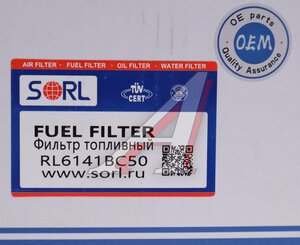 AIR FILTER · FUEL FILTER · OIL FILTER · WATER FILTER
SORL
TÜV
CERT
FUEL FILTER
Фильтр топливный
RL6141BC50
www.sorl.ru
OE parts
O.E.M
Quality Assurance